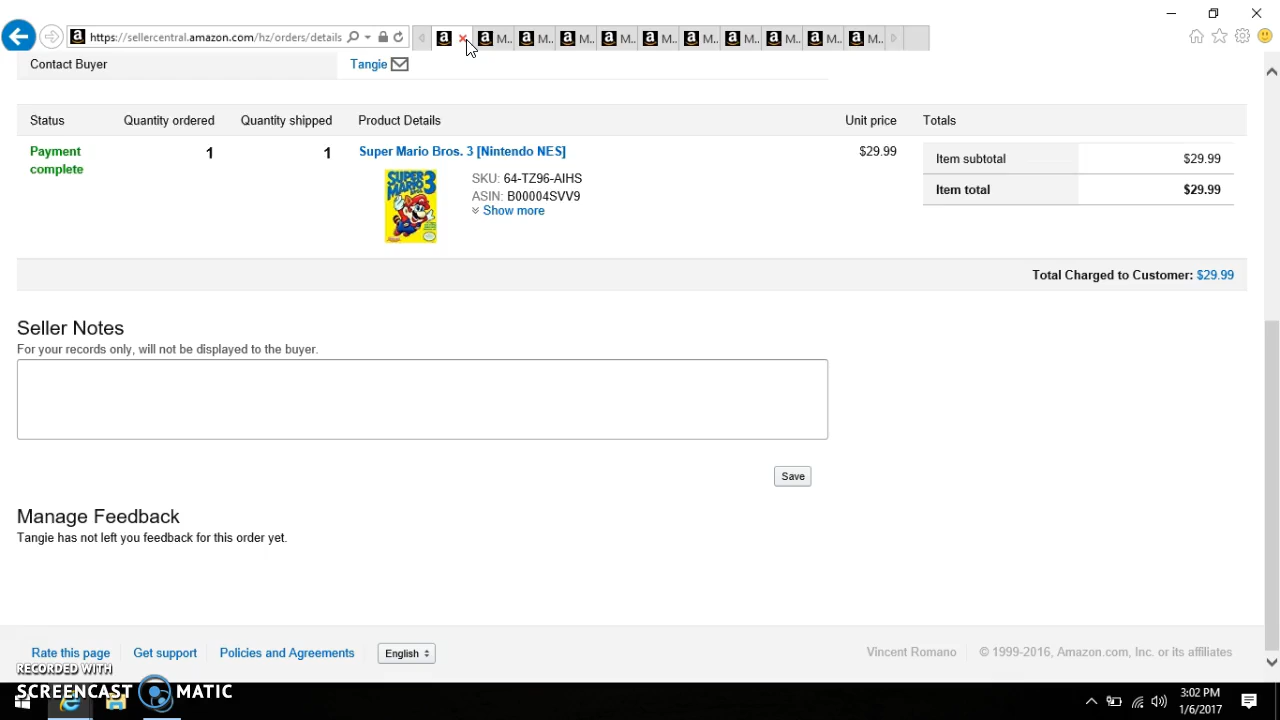 https://sellercentral.amazon.com/hz/orders/details
a
a M..
a M..
a M..
a M..
a M..
a M..
a M..
a M..
a M..
a M..
Contact Buyer Tangie
Status Quantity ordered Quantity shipped Product Details Unit price Totals
Payment complete 1 1 Super Mario Bros. 3 [Nintendo NES] $29.99 Item subtotal $29.99
SUPER MARIO BROS. 3
SKU: 64-TZ96-AIHS
ASIN: B00004SVV9
Show more
Item total $29.99
Total Charged to Customer: $29.99
Seller Notes
For your records only, will not be displayed to the buyer.
Save
Manage Feedback
Tangie has not left you feedback for this order yet.
Rate this page Get support Policies and Agreements English Vincent Romano © 1999-2016, Amazon.com, Inc. or its affiliates
RECORDED WITH
SCREENCAST MATIC
3:02 PM
1/6/2017